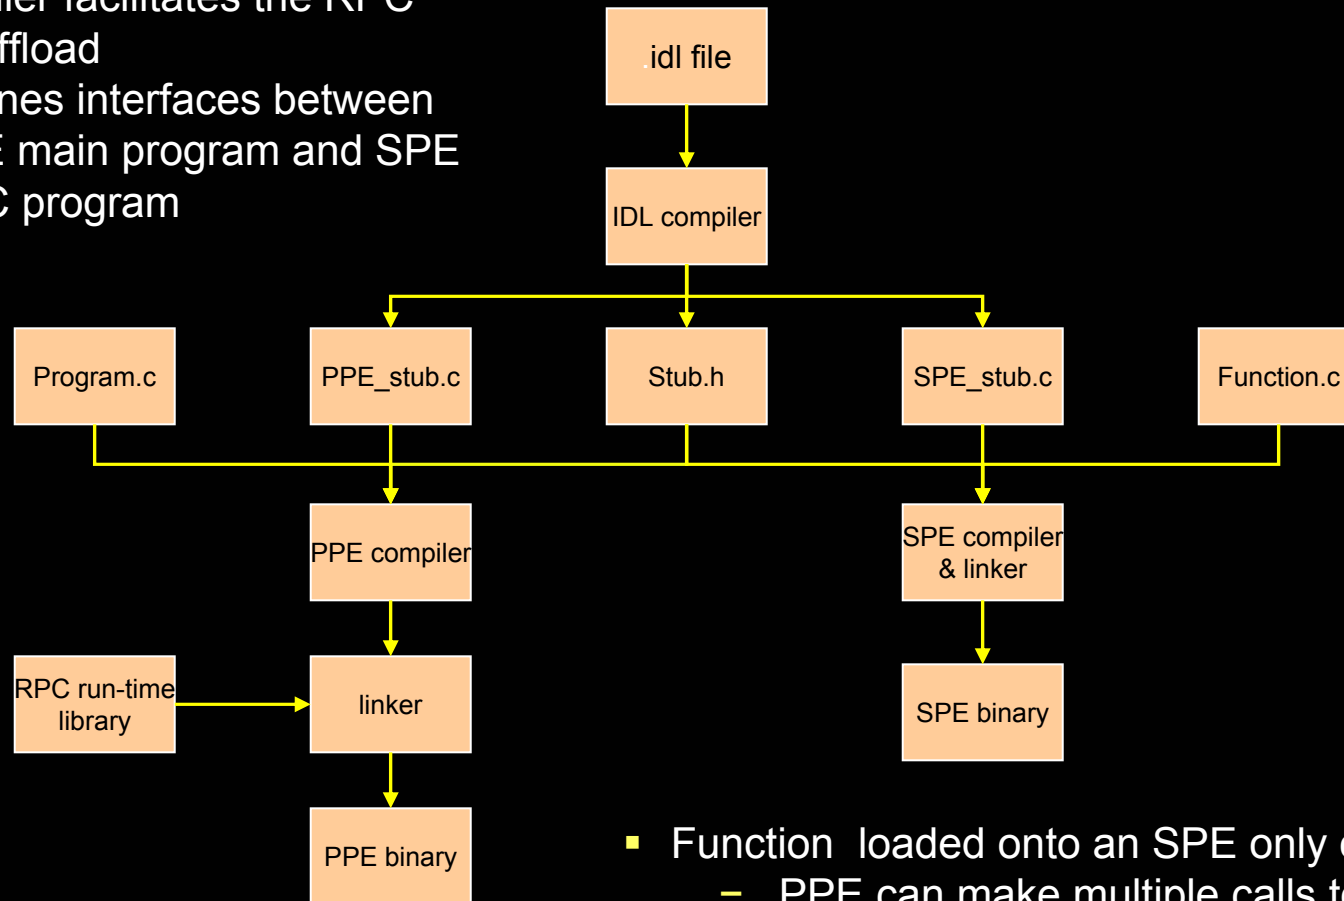 ffload
nes interfaces between
main program and SPE
program
.idl file
IDL compiler
Program.c
PPE_stub.c
Stub.h
SPE_stub.c
Function.c
PPE compiler
SPE compiler
& linker
RPC run-time
library
linker
SPE binary
PPE binary
Function loaded onto an SPE only
– PPE can make multiple calls